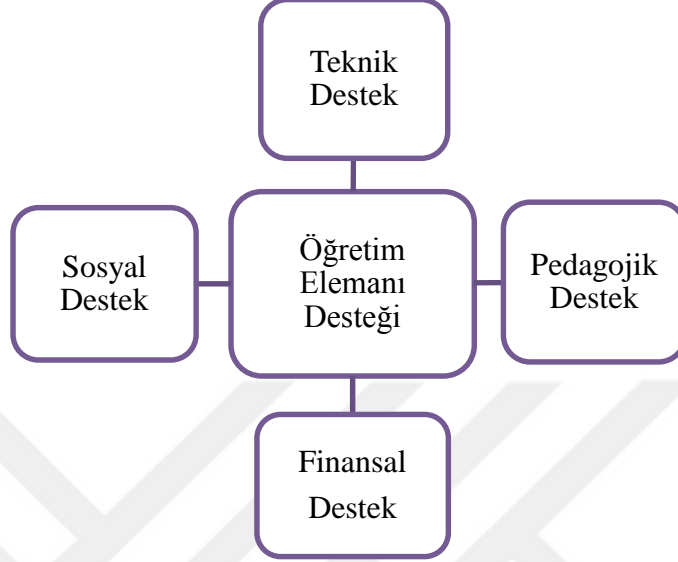 Teknik
Destek
Sosyal
Destek
Öğretim
Elemanı
Desteği
Pedagojik
Destek
Finansal
Destek